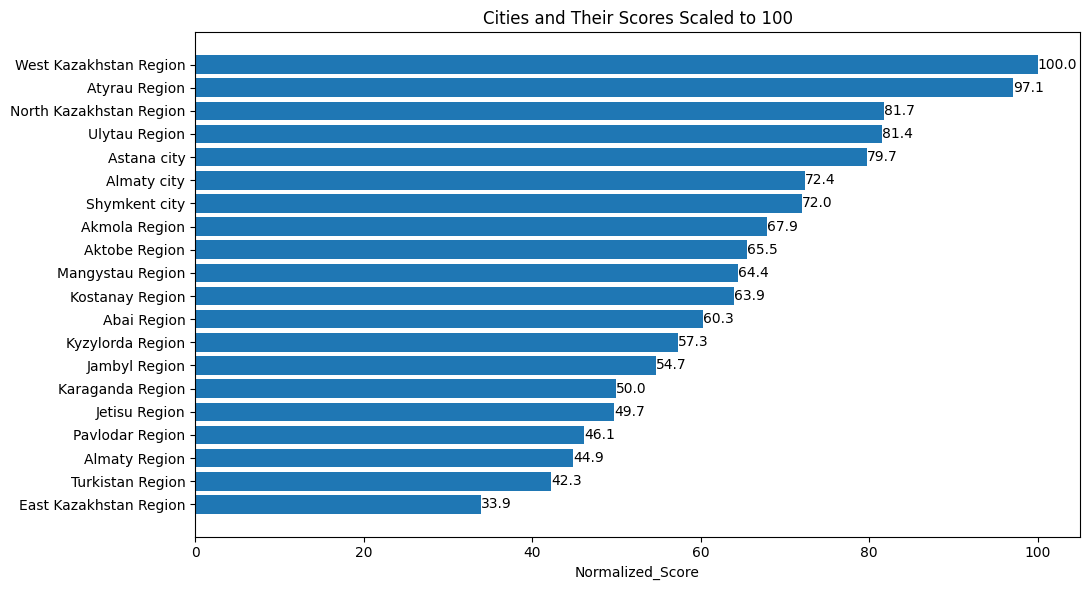 Cities and Their Scores Scaled to 100
West Kazakhstan Region 100.0
Atyrau Region 97.1
North Kazakhstan Region 81.7
Ulytau Region 81.4
Astana city 79.7
Almaty city 72.4
Shymkent city 72.0
Akmola Region 67.9
Aktobe Region 65.5
Mangystau Region 64.4
Kostanay Region 63.9
Abai Region 60.3
Kyzylorda Region 57.3
Jambyl Region 54.7
Karaganda Region 50.0
Jetisu Region 49.7
Pavlodar Region 46.1
Almaty Region 44.9
Turkistan Region 42.3
East Kazakhstan Region 33.9
0 20 40 60 80 100
Normalized_Score